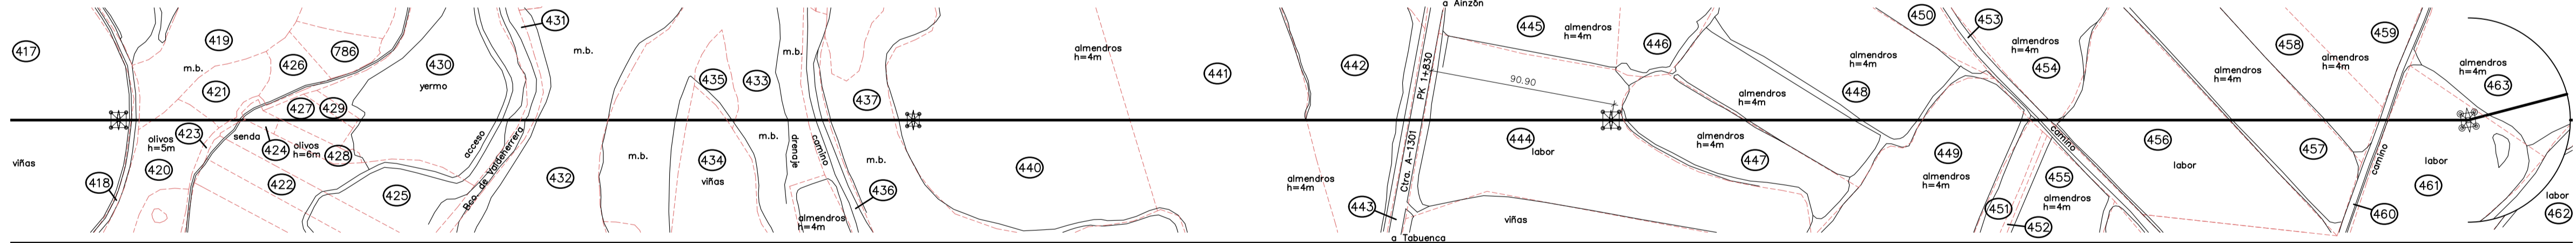 417
viñas
418
419
m.b.
421
423
olivos
h=5m
420
426
786
427
429
senda
424
olivos
h=6m
428
422
430
yermo
425
acceso
Bco. de Valdeherrera
431
m.b.
432
m.b.
435
433
434
viñas
m.b.
m.b.
drenaje
camino
almendros
h=4m
437
m.b.
436
almendros
h=4m
440
441
almendros
h=4m
442
443
a Ainzón
PK 1+830
Ctra. A-1301
a Tabuenca
445
almendros
h=4m
90.90
446
444
labor
viñas
almendros
h=4m
almendros
h=4m
447
almendros
h=4m
448
450
453
almendros
h=4m
454
449
almendros
h=4m
451
452
camino
455
almendros
h=4m
456
labor
almendros
h=4m
458
almendros
h=4m
459
457
camino
460
almendros
h=4m
463
labor
461
labor
462